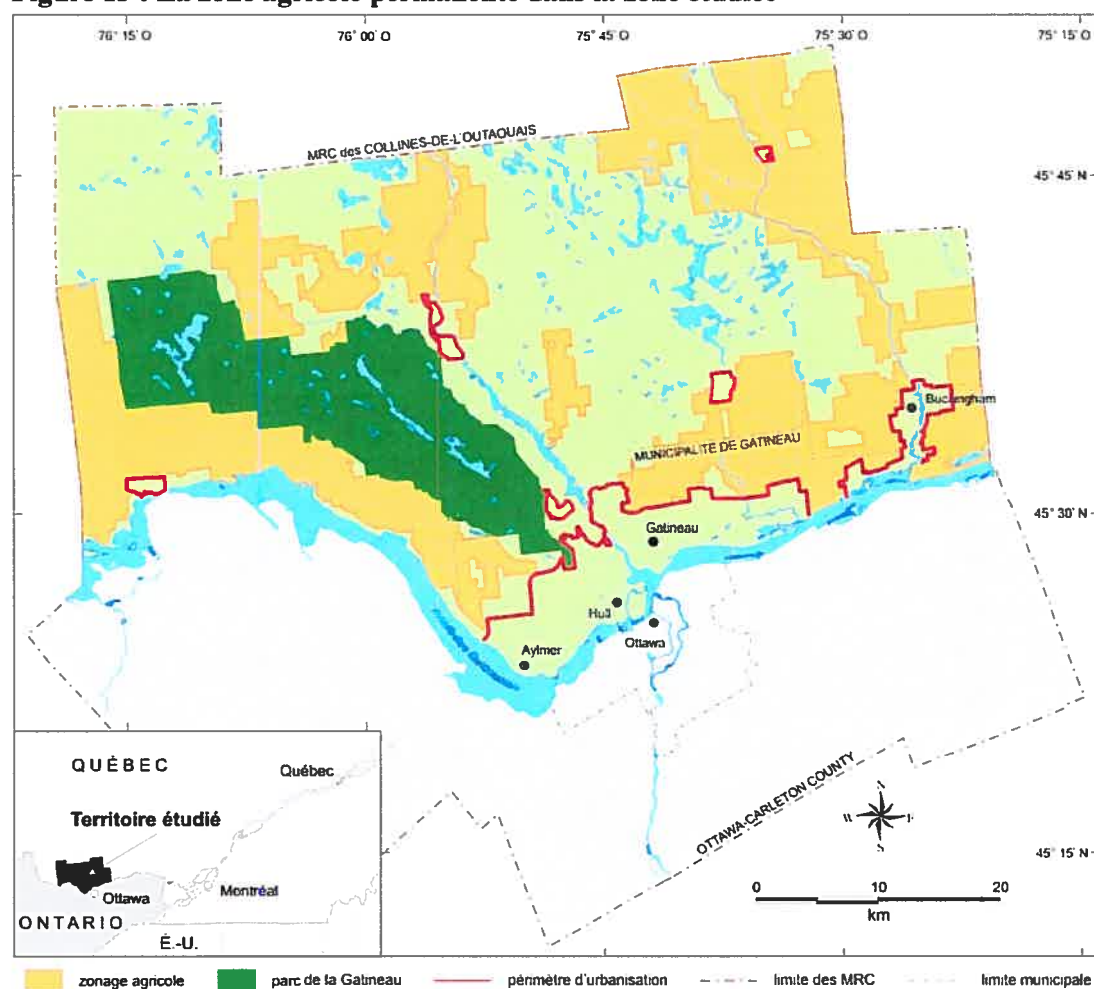 76° 15' O
76° 00' O
75° 45' O
75° 30' O
75° 15' O
MRC des COLLINES-DE-L'OUTAOUAIS
45° 45' N
Buckingham
MUNICIPALITÉ DE GATINEAU
45° 30' N
Gatineau
Hull
Ottawa
Aylmer
QUÉBEC
Québec
Territoire étudié
Ottawa
Montréal
ONTARIO
É.-U.
OTTAWA-CARLETON COUNTY
N
45° 15' N
0 10 20
km
zonage agricole
parc de la Gatineau
périmètre d'urbanisation
limite des MRC
limite municipale